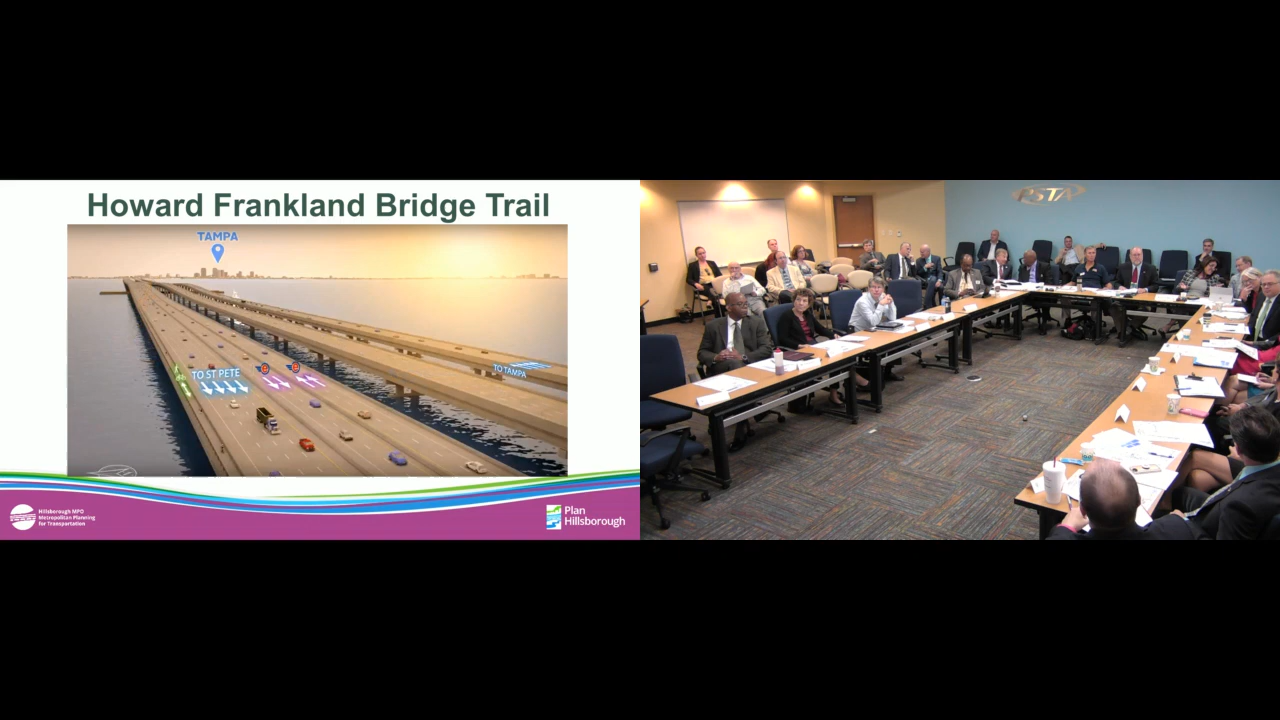 Howard Frankland Bridge Trail
TAMPA
TO ST PETE
TO TAMPA
Hillsborough MPO
Metropolitan Planning
for Transportation
Plan
Hillsborough
PSTA